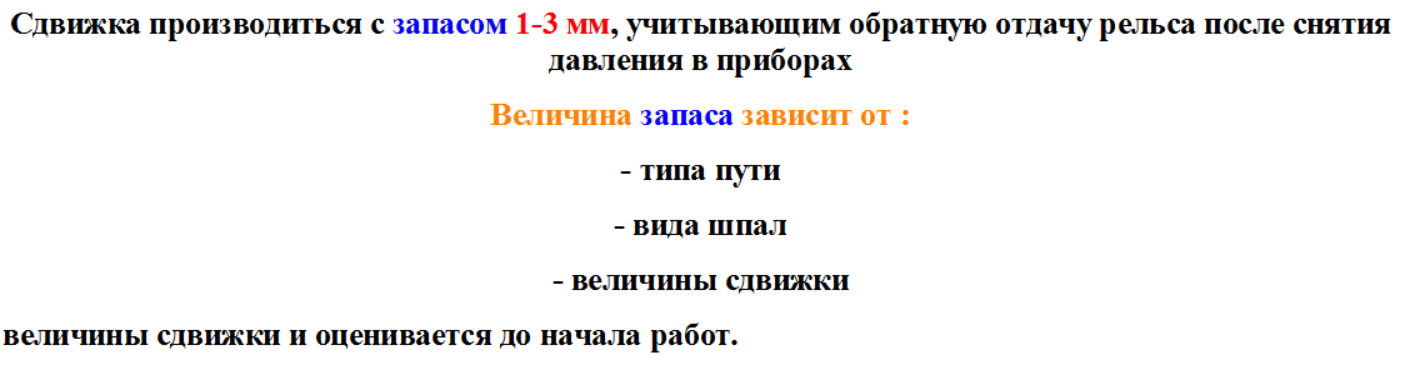 Сдвижка производиться с запасом 1-3 мм, учитывающим обратную отдачу рельса после снятия
давления в приборах
Величина запаса зависит от :
- типа пути
- вида шпал
- величины сдвижки
величины сдвижки и оценивается до начала работ.